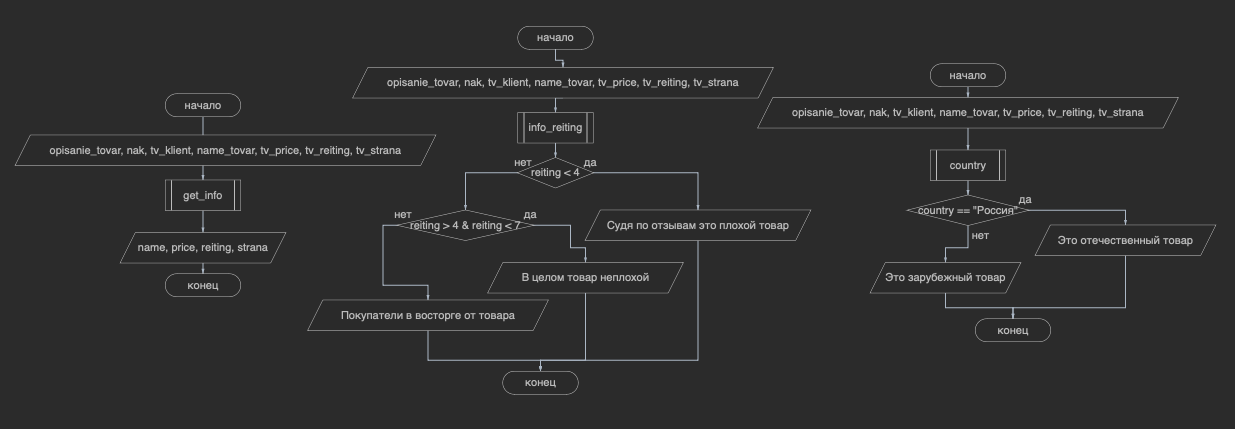 начало
opisanie_tovar, nak, tv_klient, name_tovar, tv_price, tv_reiting, tv_strana
get_info
name, price, reiting, strana
конец
начало
opisanie_tovar, nak, tv_klient, name_tovar, tv_price, tv_reiting, tv_strana
info_reiting
нет
да
reiting < 4
нет
да
reiting > 4 & reiting < 7
Судя по отзывам это плохой товар
В целом товар неплохой
Покупатели в восторге от товара
конец
начало
opisanie_tovar, nak, tv_klient, name_tovar, tv_price, tv_reiting, tv_strana
country
да
country == "Россия"
нет
Это отечественный товар
Это зарубежный товар
конец